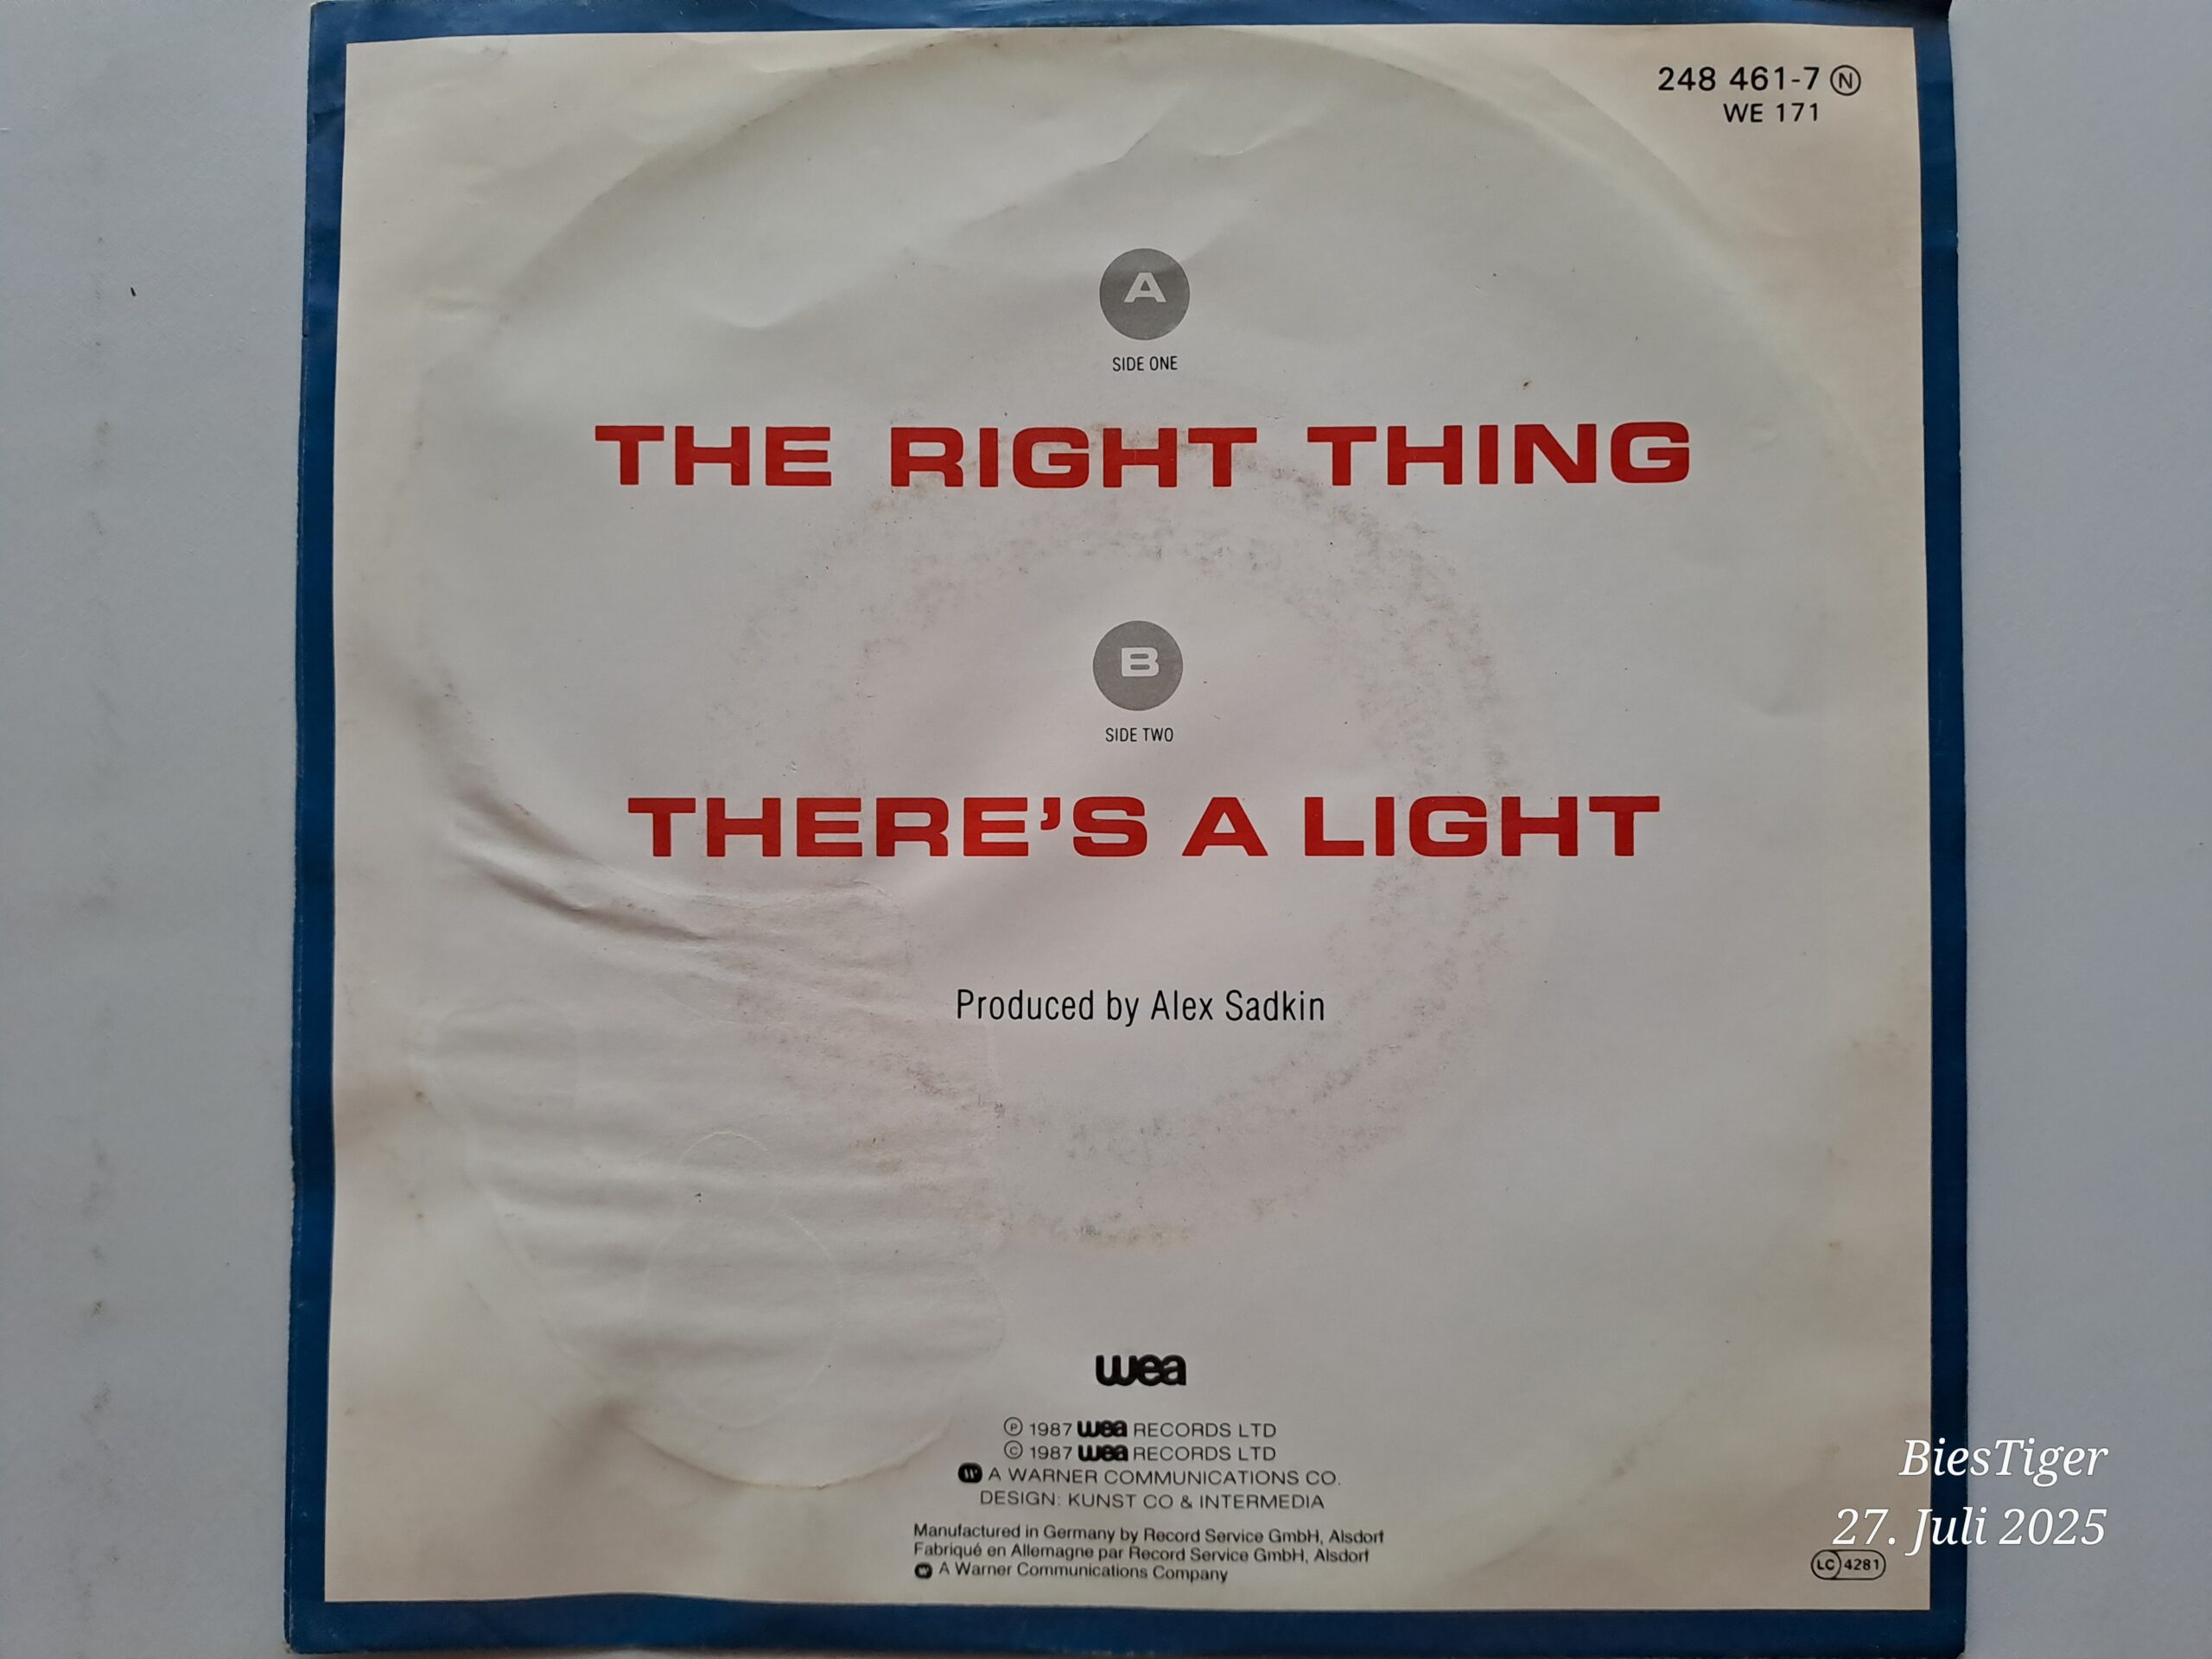 248 461-7 Ⓝ
WE 171
A
SIDE ONE
THE RIGHT THING
B
SIDE TWO
THERE'S A LIGHT
Produced by Alex Sadkin
wea
℗ 1987 wea RECORDS LTD
© 1987 wea RECORDS LTD
A WARNER COMMUNICATIONS CO.
DESIGN: KUNST CO & INTERMEDIA
Manufactured in Germany by Record Service GmbH, Alsdorf
Fabriqué en Allemagne par Record Service GmbH, Alsdorf
A Warner Communications Company
BiesTiger
27. Juli 2025
LC 4281